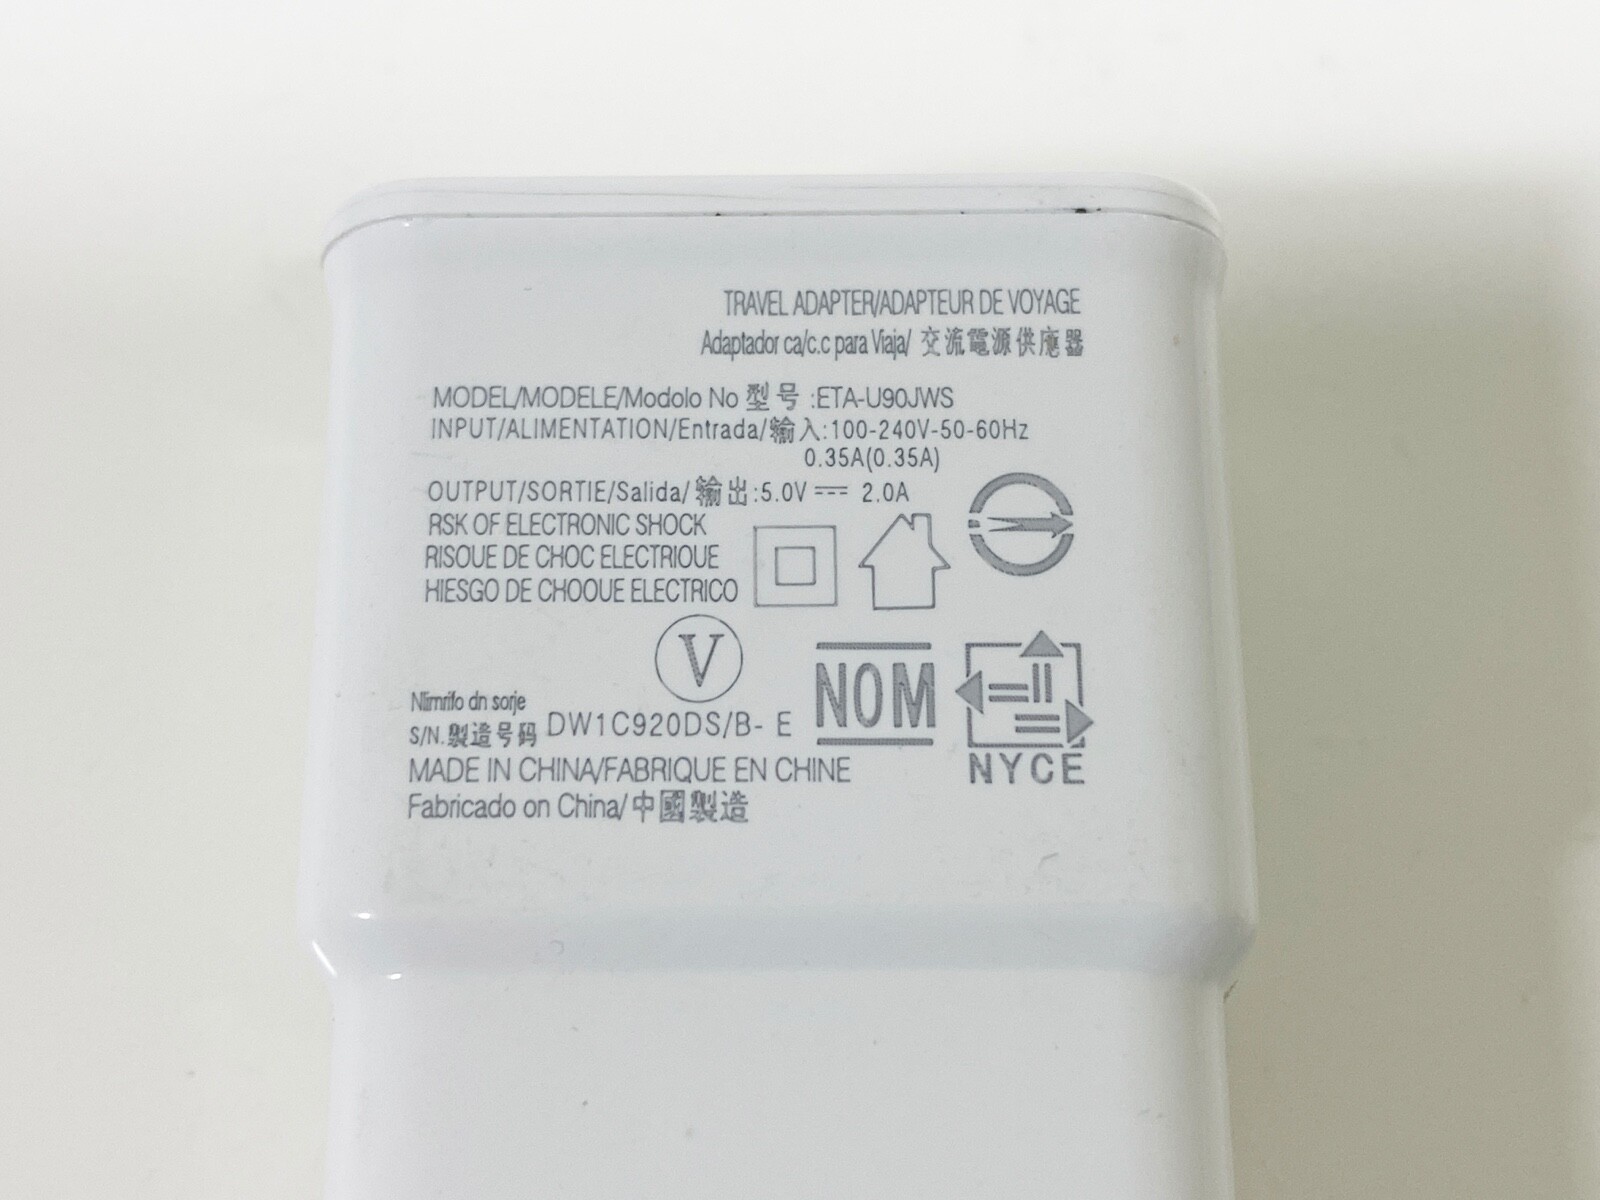 TRAVEL ADAPTER/ADAPTEUR DE VOYAGE
Adaptador ca/c.c para Viaja/ 交流電源供應器
MODEL/MODELE/Modolo No 型号 :ETA-U90JWS
INPUT/ALIMENTATION/Entrada/输入:100-240V-50-60Hz
0.35A(0.35A)
OUTPUT/SORTIE/Salida/ 输出:5.0V ⎓ 2.0A
RSK OF ELECTRONIC SHOCK
RISOUE DE CHOC ELECTRIOUE
HIESGO DE CHOOUE ELECTRICO
V
NOM
NYCE
Nlimrifo dn sorje
S/N.製造号码 DW1C920DS/B- E
MADE IN CHINA/FABRIQUE EN CHINE
Fabricado on China/中國製造